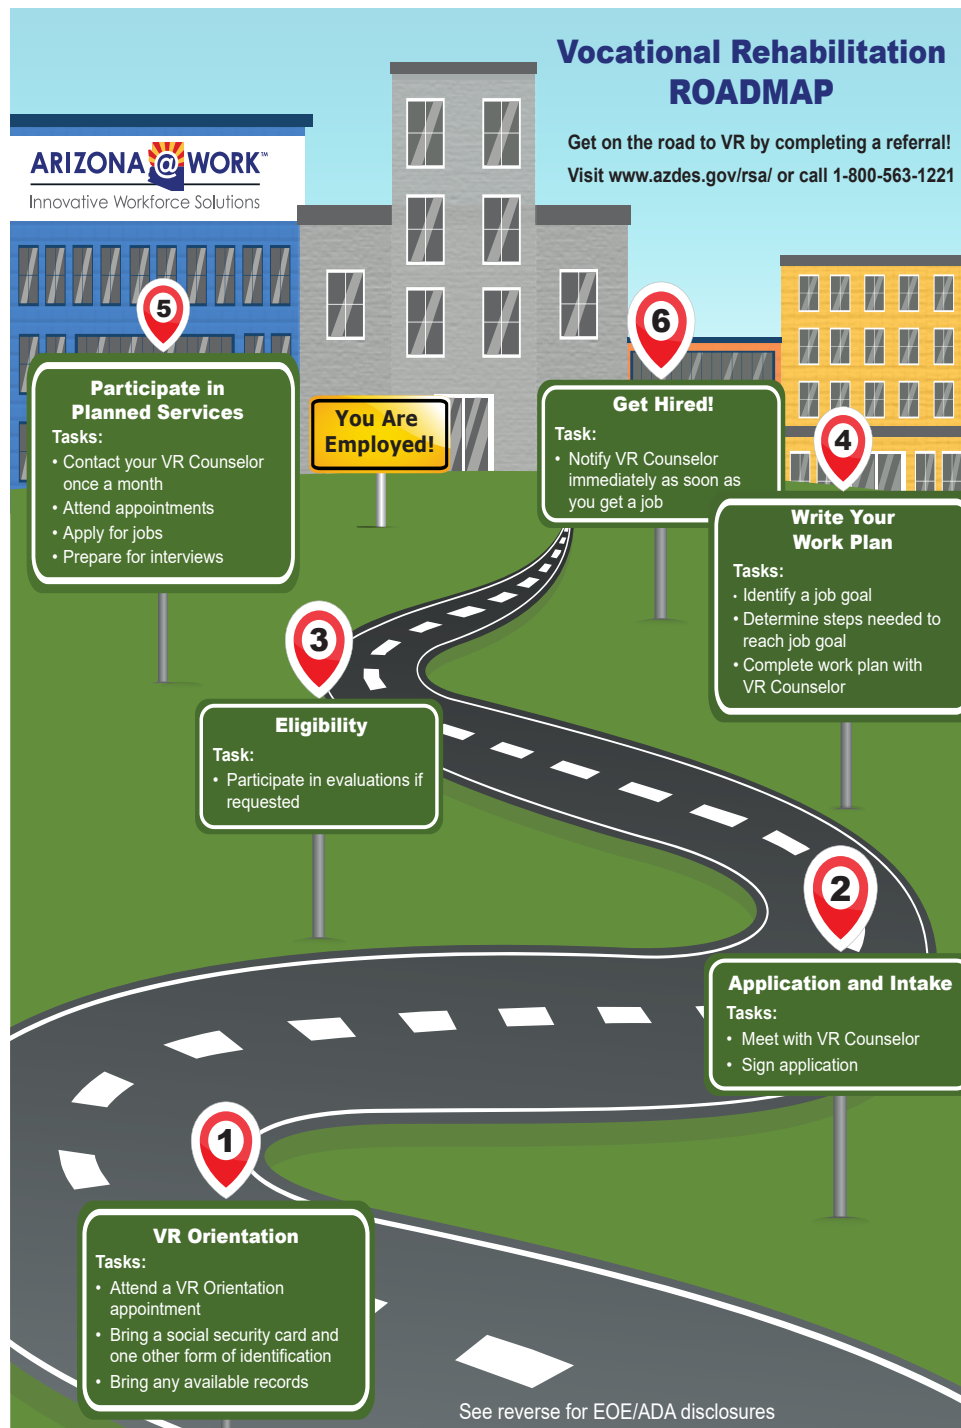 Vocational Rehabilitation
ROADMAP
Get on the road to VR by completing a referral!
Visit www.azdes.gov/rsa/ or call 1-800-563-1221
ARIZONA @ WORK™
Innovative Workforce Solutions
5
Participate in
Planned Services
Tasks:
• Contact your VR Counselor
once a month
• Attend appointments
• Apply for jobs
• Prepare for interviews
You Are
Employed!
6
Get Hired!
Task:
• Notify VR Counselor
immediately as soon as
you get a job
4
Write Your
Work Plan
Tasks:
• Identify a job goal
• Determine steps needed to
reach job goal
• Complete work plan with
VR Counselor
3
Eligibility
Task:
• Participate in evaluations if
requested
2
Application and Intake
Tasks:
• Meet with VR Counselor
• Sign application
1
VR Orientation
Tasks:
• Attend a VR Orientation
appointment
• Bring a social security card and
one other form of identification
• Bring any available records
See reverse for EOE/ADA disclosures